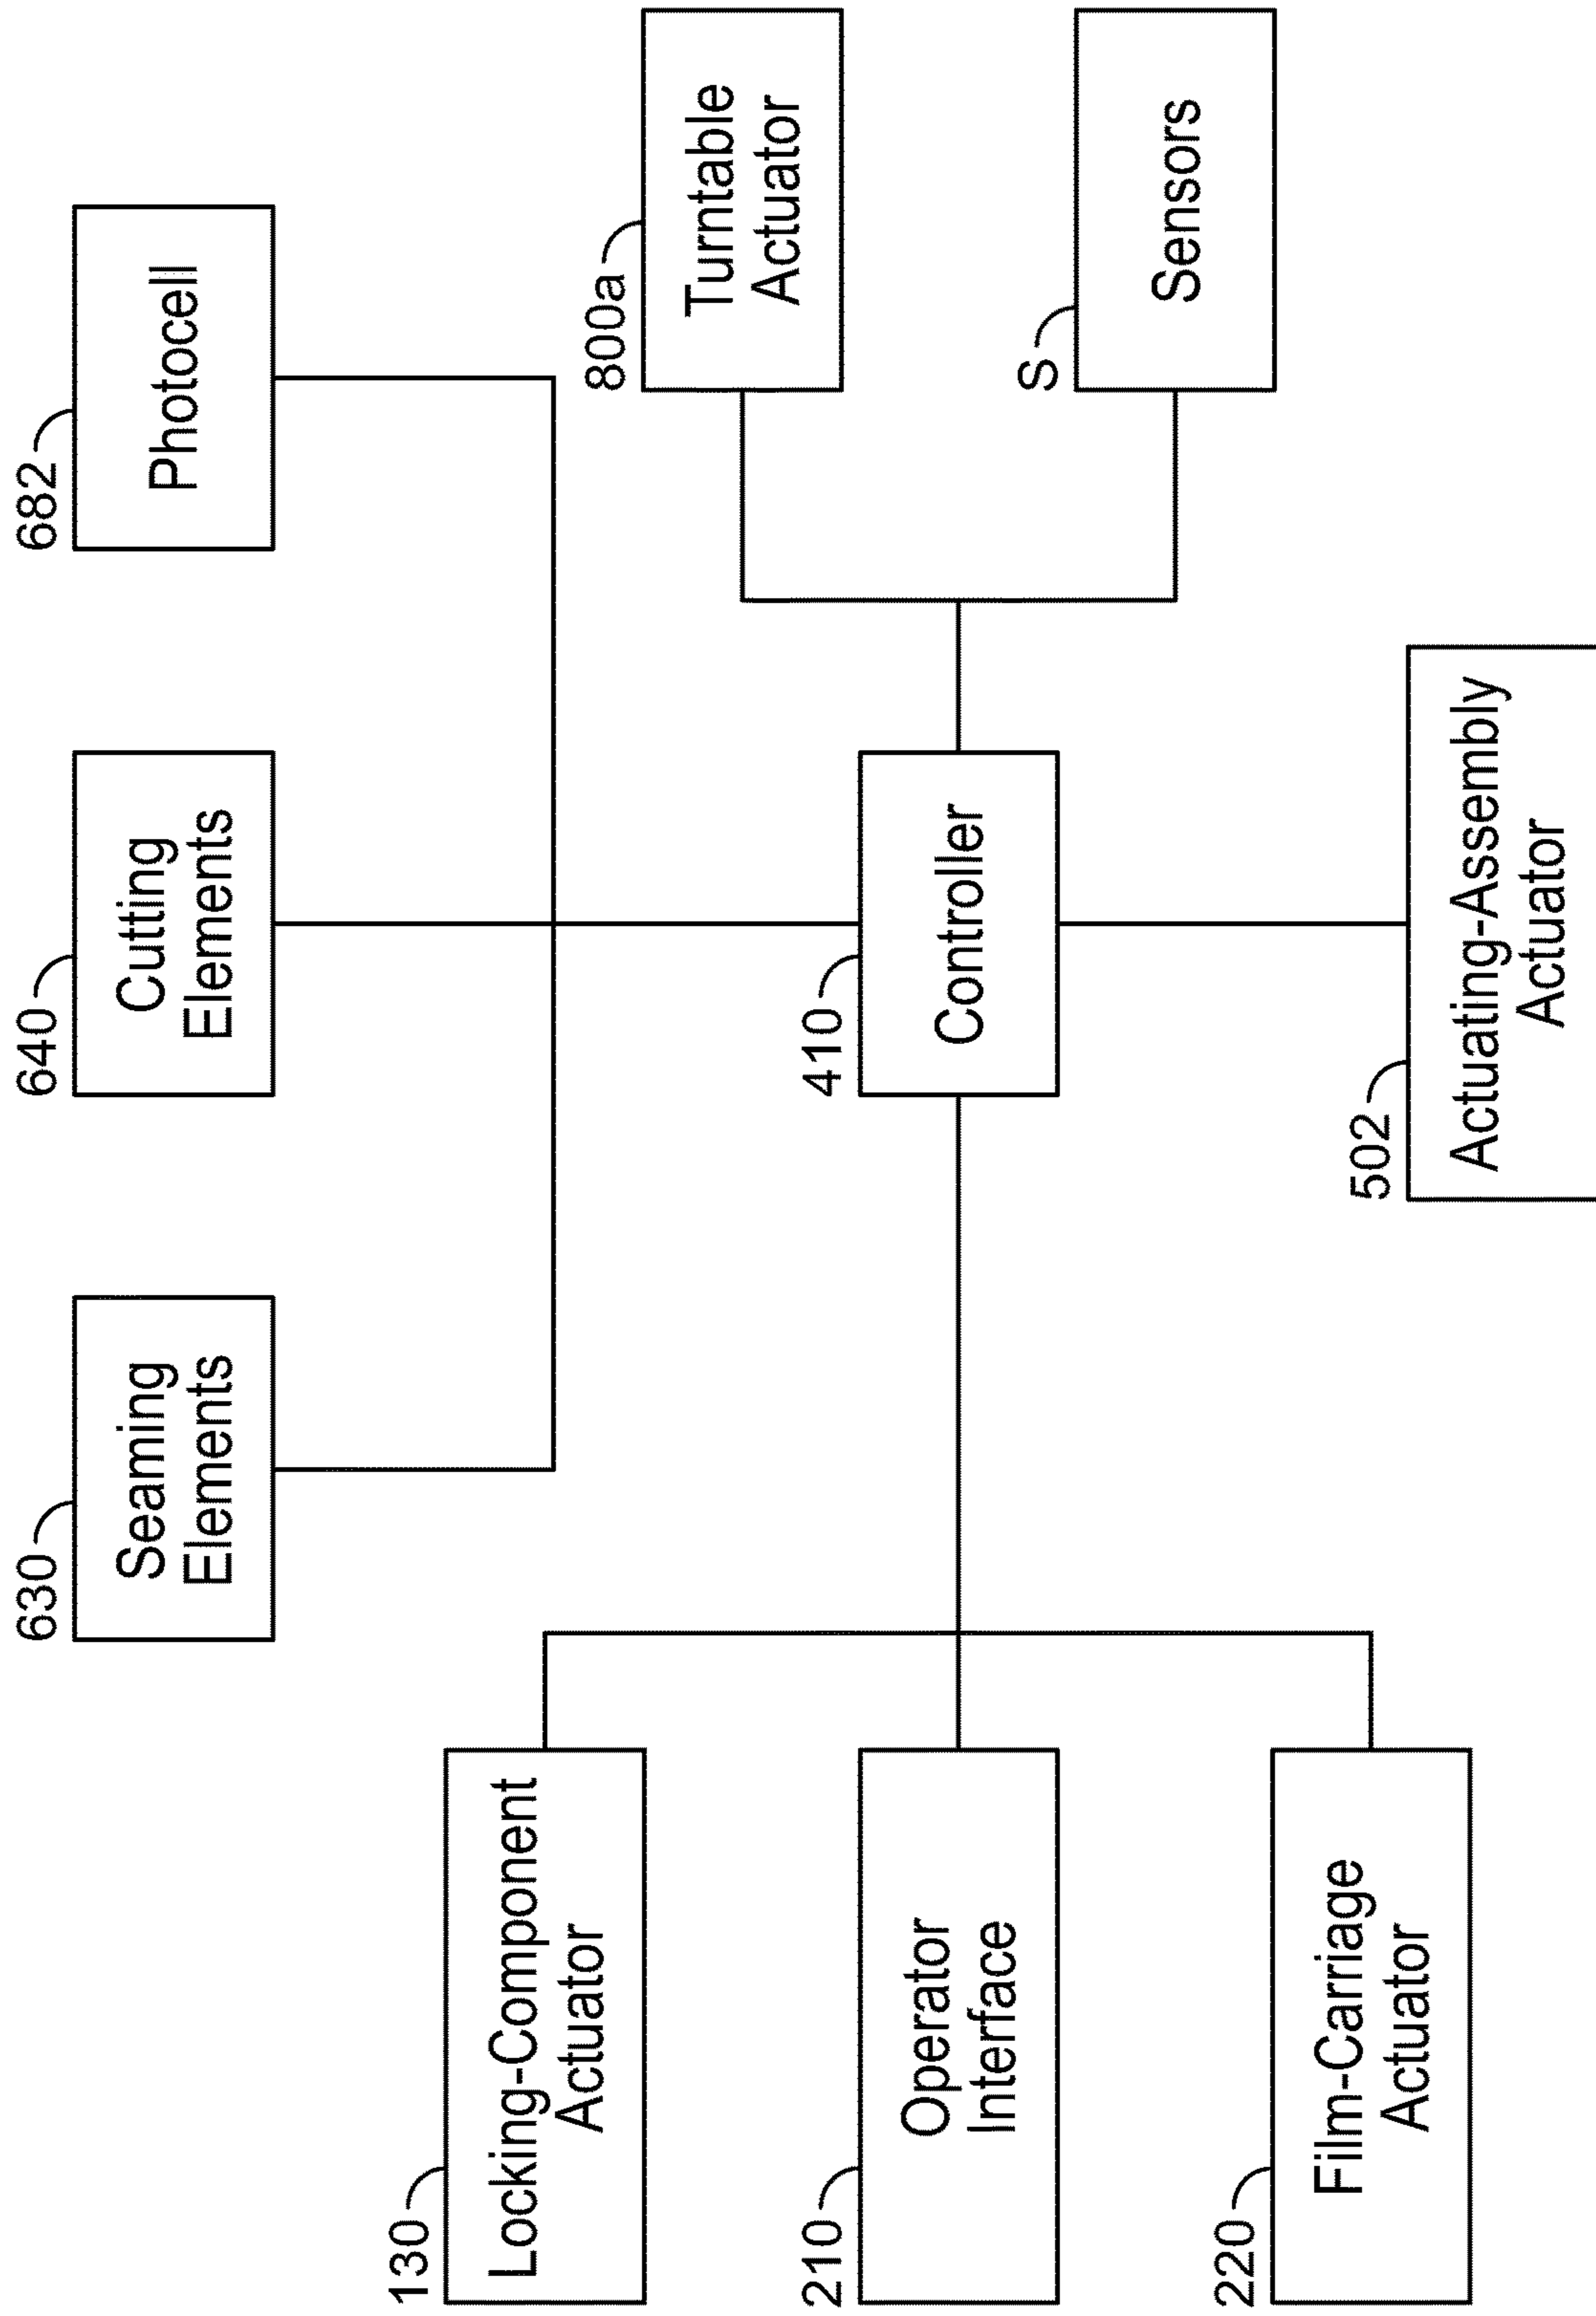 630
Seaming
Elements
640
Cutting
Elements
682
Photocell
130
Locking-Component
Actuator
800a
Turntable
Actuator
210
Operator
Interface
410
Controller
S
Sensors
220
Film-Carriage
Actuator
502
Actuating-Assembly
Actuator